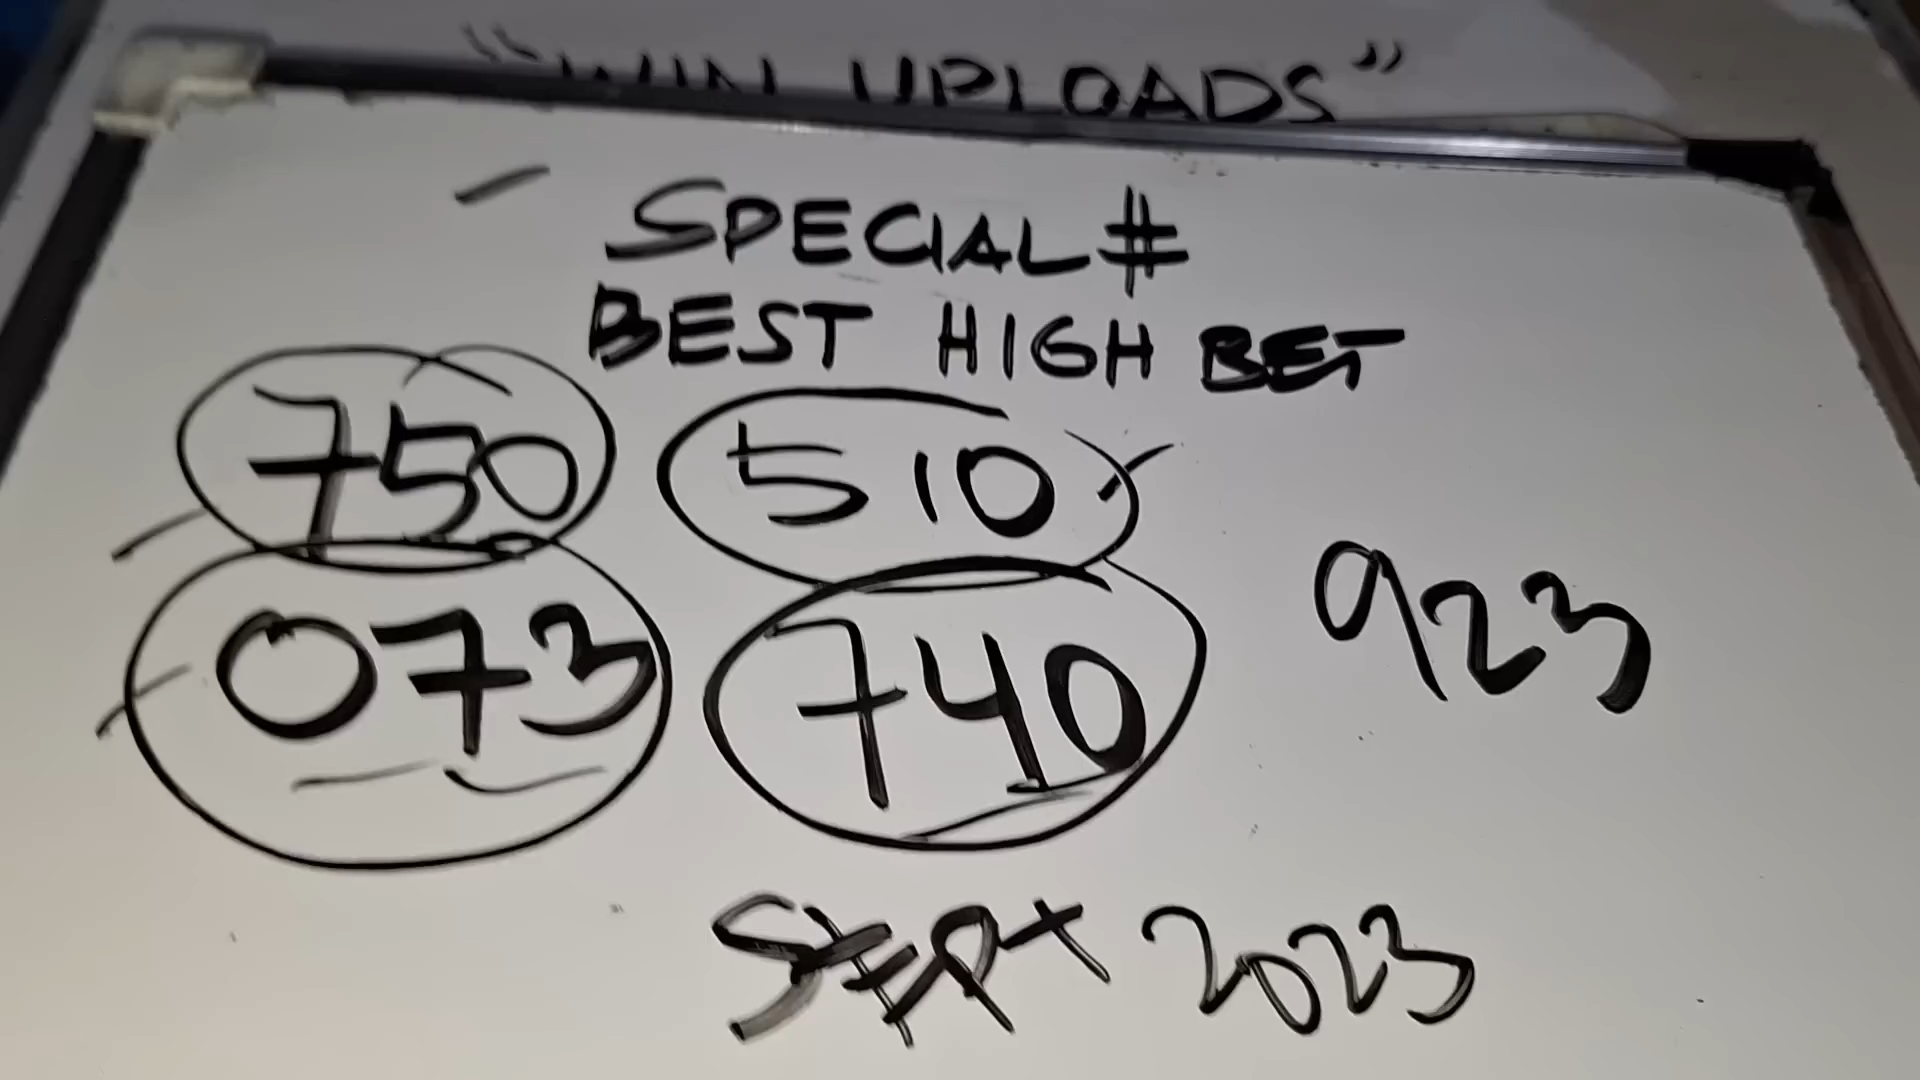 "WIN UPLOADS"
SPECIAL #
BEST HIGH BET
750 510
073 740 923
SEPT 2023